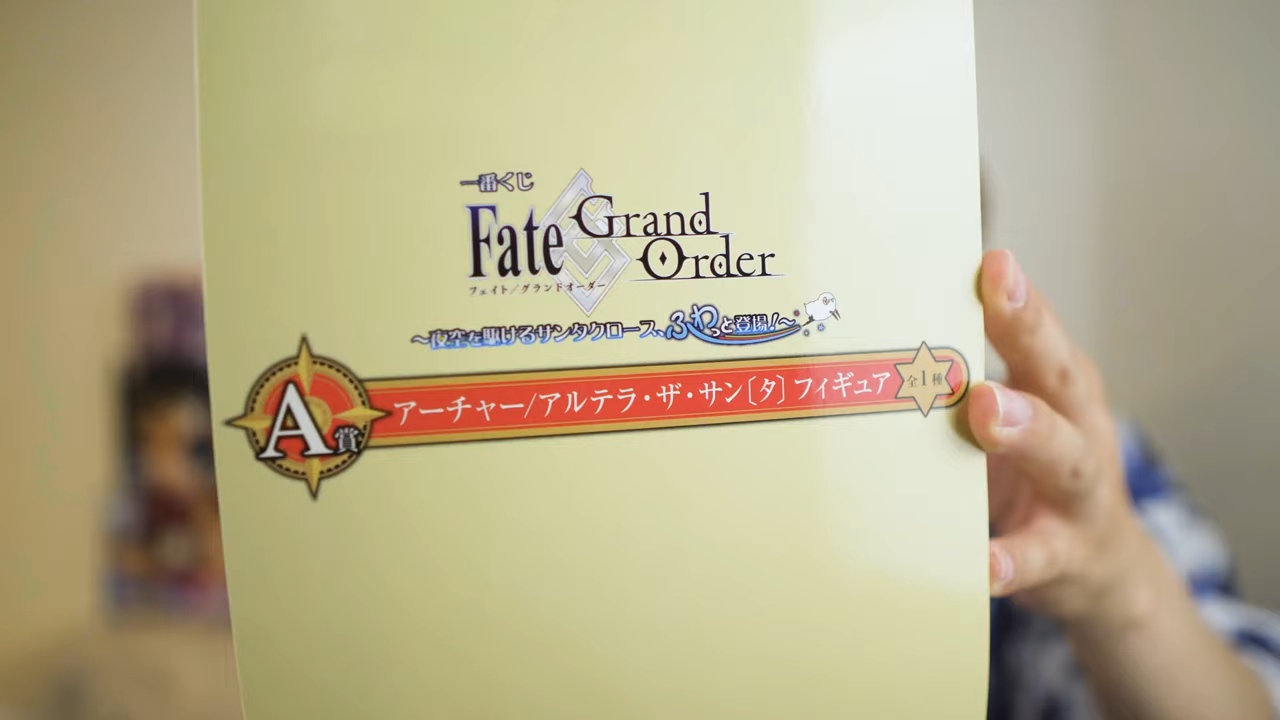 一番くじ
Fate Grand Order
フェイト/グランドオーダー
～夜空を駆けるサンタクロース、ふわっと登場!～
A賞 アーチャー/アルテラ・ザ・サン〔タ〕フィギュア 全1種